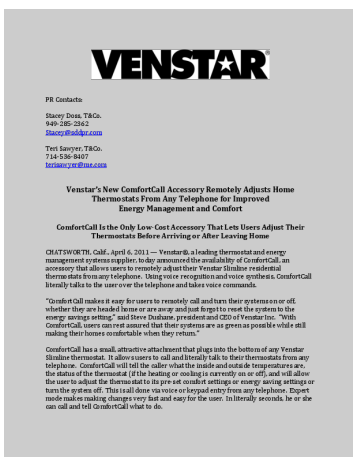 VENSTAR®
PR Contacts:
Stacey Doss, T&Co.
949-285-2362
Stacey@sddpr.com
Teri Sawyer, T&Co.
714-536-8407
terisawyer@me.com
Venstar's New ComfortCall Accessory Remotely Adjusts Home
Thermostats From Any Telephone for Improved
Energy Management and Comfort
ComfortCall Is the Only Low-Cost Accessory That Lets Users Adjust Their
Thermostats Before Arriving or After Leaving Home
CHATSWORTH, Calif., April 6, 2011 — Venstar®, a leading thermostat and energy
management systems supplier, today announced the availability of ComfortCall, an
accessory that allows users to remotely adjust their Venstar Slimline residential
thermostats from any telephone. Using voice recognition and voice synthesis, ComfortCall
literally talks to the user over the telephone and takes voice commands.
"ComfortCall makes it easy for users to remotely call and turn their systems on or off,
whether they are headed home or are away and just forgot to reset the system to the
energy savings setting," said Steve Dushane, president and CEO of Venstar Inc. "With
ComfortCall, users can rest assured that their systems are as green as possible while still
making their homes comfortable when they return."
ComfortCall has a small, attractive attachment that plugs into the bottom of any Venstar
Slimline thermostat. It allows users to call and literally talk to their thermostats from any
telephone. ComfortCall will tell the caller what the inside and outside temperatures are,
the status of the thermostat (if the heating or cooling is currently on or off), and will allow
the user to adjust the thermostat to its pre-set comfort settings or energy saving settings or
turn the system off. This is all done via voice or keypad entry from any telephone. Expert
mode makes making changes very fast and easy for the user. In literally seconds, he or she
can call and tell ComfortCall what to do.